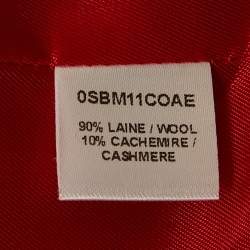 0SBM11COAE
90% LAINE / WOOL
10% CACHEMIRE /
CASHMERE